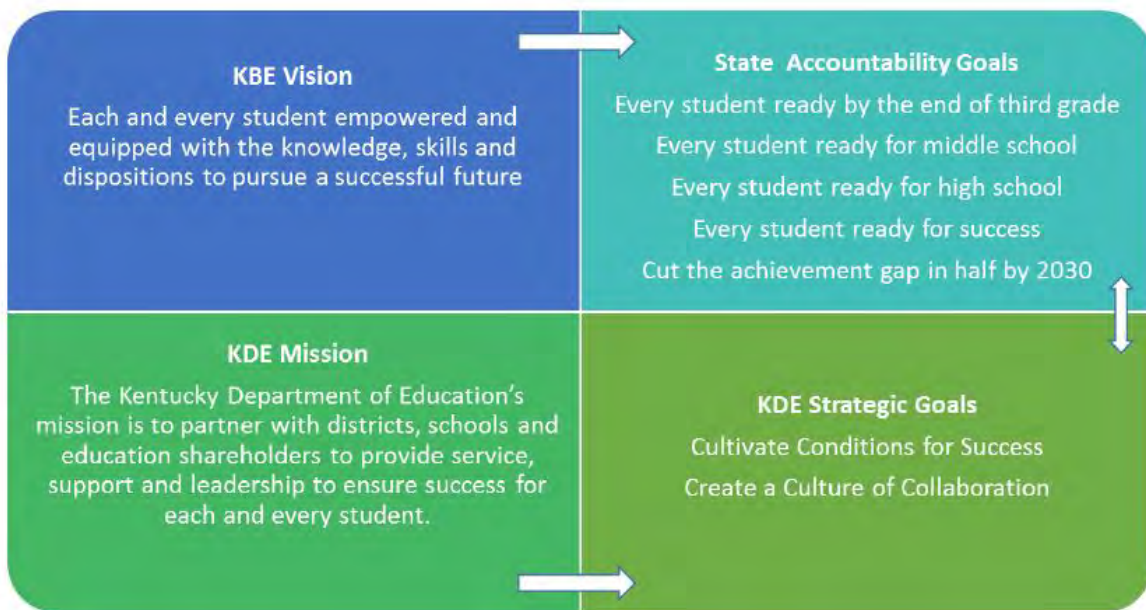 KBE Vision
Each and every student empowered and
equipped with the knowledge, skills and
dispositions to pursue a successful future
State Accountability Goals
Every student ready by the end of third grade
Every student ready for middle school
Every student ready for high school
Every student ready for success
Cut the achievement gap in half by 2030
KDE Mission
The Kentucky Department of Education’s
mission is to partner with districts, schools and
education shareholders to provide service,
support and leadership to ensure success for
each and every student.
KDE Strategic Goals
Cultivate Conditions for Success
Create a Culture of Collaboration